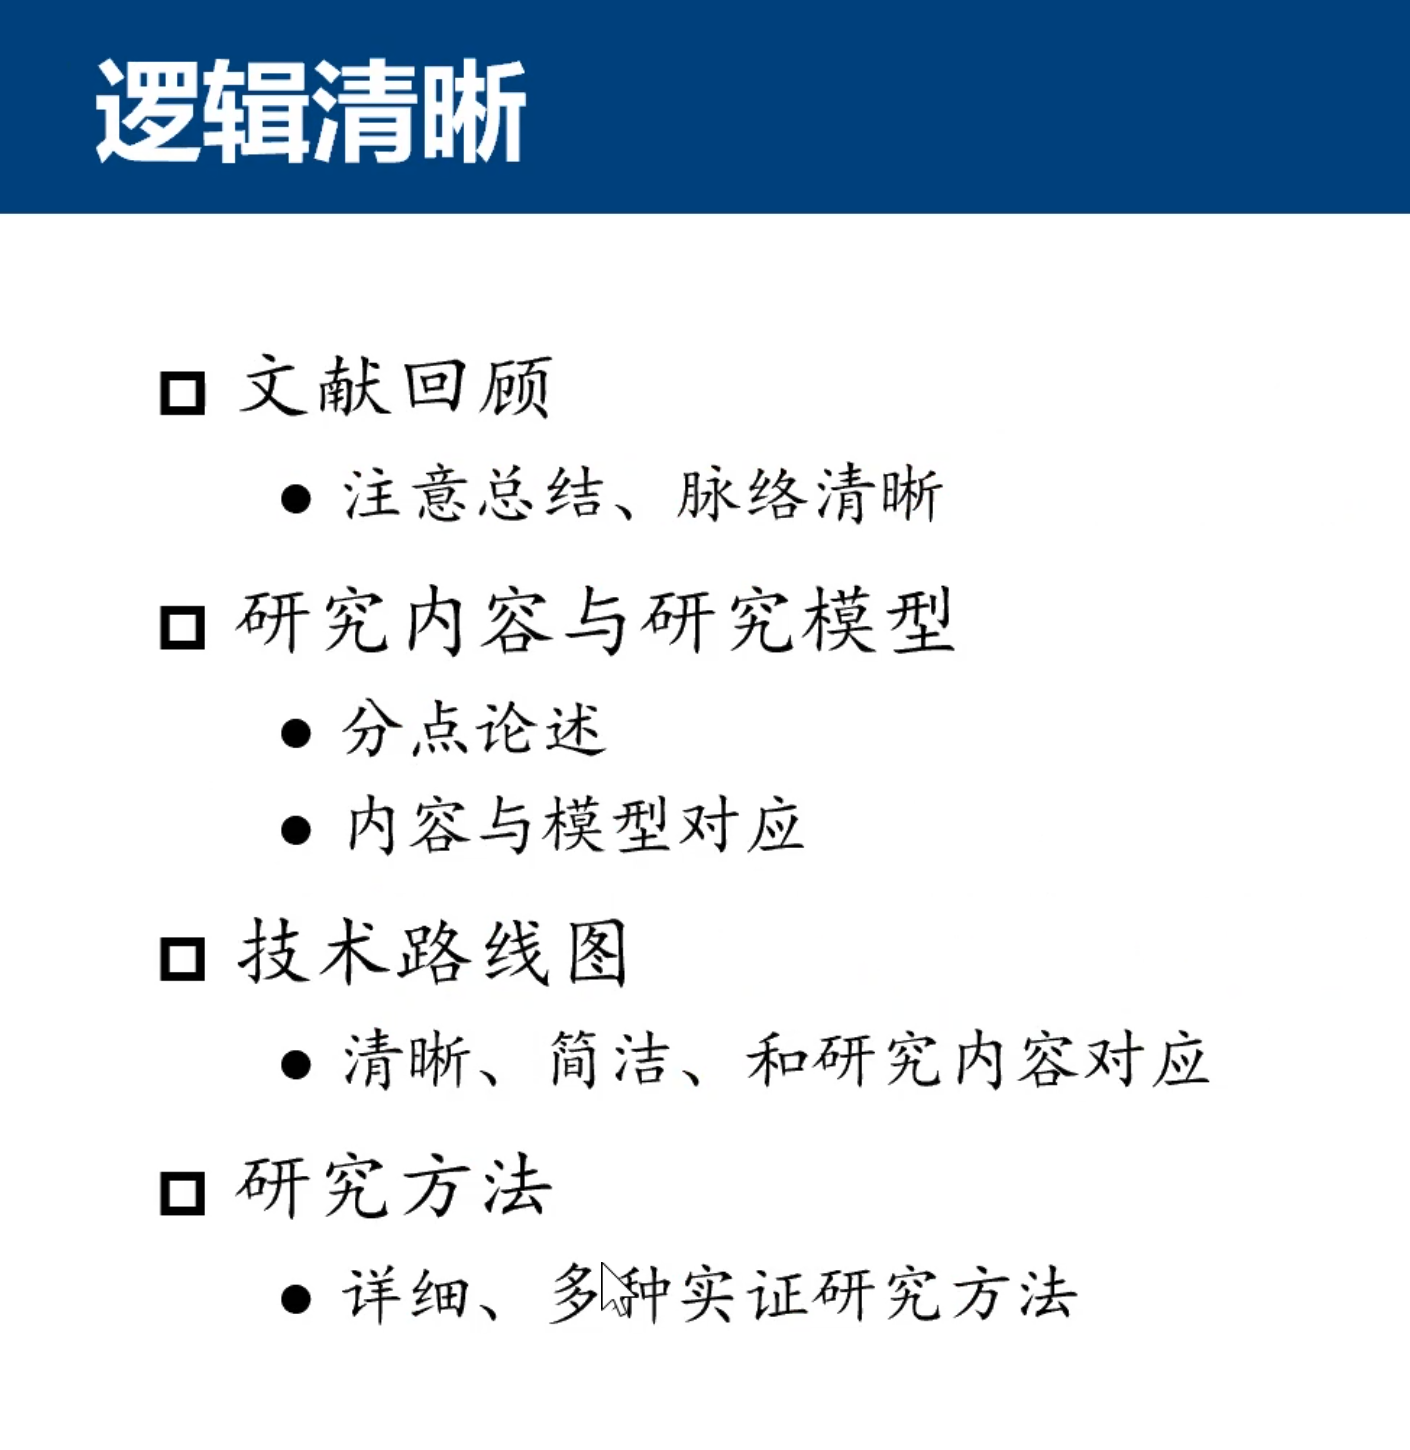 逻辑清晰
文献回顾
注意总结、脉络清晰
研究内容与研究模型
分点论述
内容与模型对应
技术路线图
清晰、简洁、和研究内容对应
研究方法
详细、多种实证研究方法